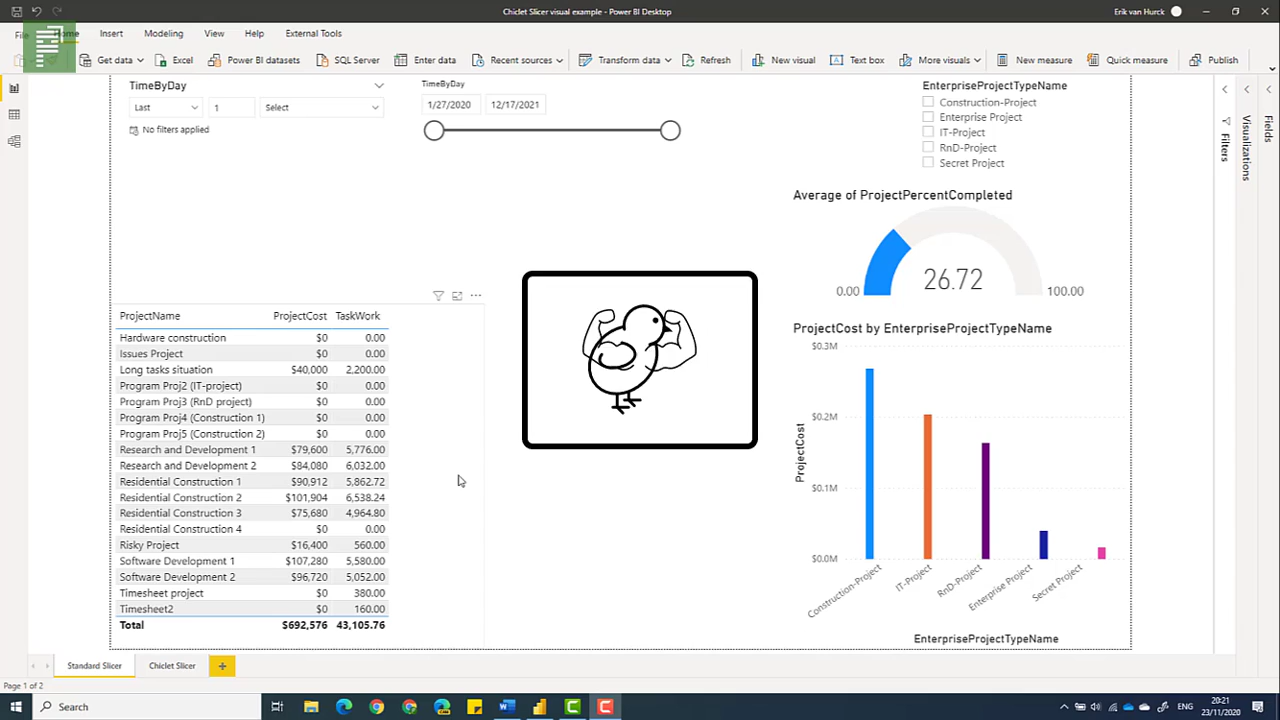 Chiclet Slicer visual example - Power BI Desktop
Erik van Hurck
File
Home
Insert
Modeling
View
Help
External Tools
Get data
Excel
Power BI datasets
SQL Server
Enter data
Recent sources
Transform data
Refresh
New visual
Text box
More visuals
New measure
Quick measure
Publish
TimeByDay
Last
1
Select
No filters applied
TimeByDay
1/27/2020
12/17/2021
EnterpriseProjectTypeName
Construction-Project
Enterprise Project
IT-Project
RnD-Project
Secret Project
Filters
Visualizations
Fields
Average of ProjectPercentCompleted
26.72
0.00
100.00
ProjectName ProjectCost TaskWork
Hardware construction $0 0.00
Issues Project $0 0.00
Long tasks situation $40,000 2,200.00
Program Proj2 (IT-project) $0 0.00
Program Proj3 (RnD project) $0 0.00
Program Proj4 (Construction 1) $0 0.00
Program Proj5 (Construction 2) $0 0.00
Research and Development 1 $79,600 5,776.00
Research and Development 2 $84,080 6,032.00
Residential Construction 1 $90,912 5,862.72
Residential Construction 2 $101,904 6,538.24
Residential Construction 3 $75,680 4,964.80
Residential Construction 4 $0 0.00
Risky Project $16,400 560.00
Software Development 1 $107,280 5,580.00
Software Development 2 $96,720 5,052.00
Timesheet project $0 380.00
Timesheet2 $0 160.00
Total $692,576 43,105.76
ProjectCost by EnterpriseProjectTypeName
$0.3M
$0.2M
$0.1M
$0.0M
ProjectCost
Construction-Project
IT-Project
RnD-Project
Enterprise Project
Secret Project
EnterpriseProjectTypeName
Standard Slicer
Chiclet Slicer
+
Page 1 of 2
Search
ENG
20:21
23/11/2020